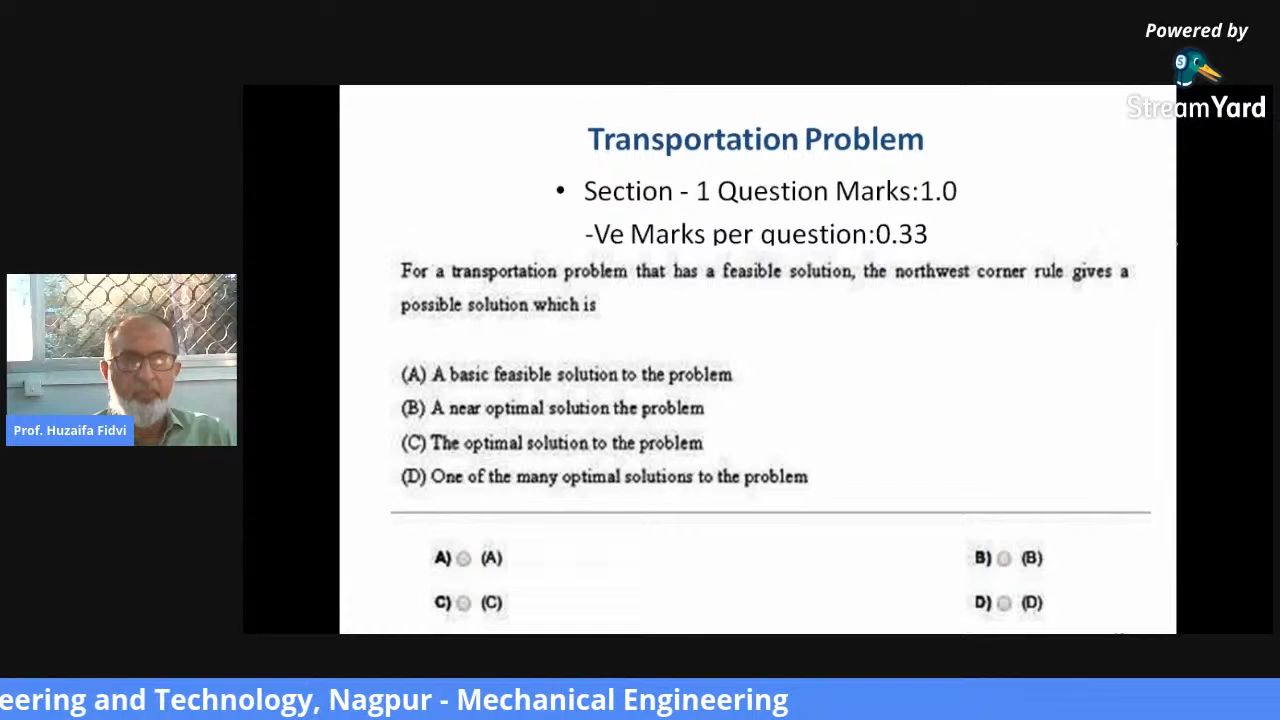 Powered by
StreamYard
Transportation Problem
• Section - 1 Question Marks:1.0
-Ve Marks per question:0.33
For a transportation problem that has a feasible solution, the northwest corner rule gives a
possible solution which is
(A) A basic feasible solution to the problem
(B) A near optimal solution the problem
(C) The optimal solution to the problem
(D) One of the many optimal solutions to the problem
A) (A) B) (B)
C) (C) D) (D)
Prof. Huzaifa Fidvi
eering and Technology, Nagpur - Mechanical Engineering